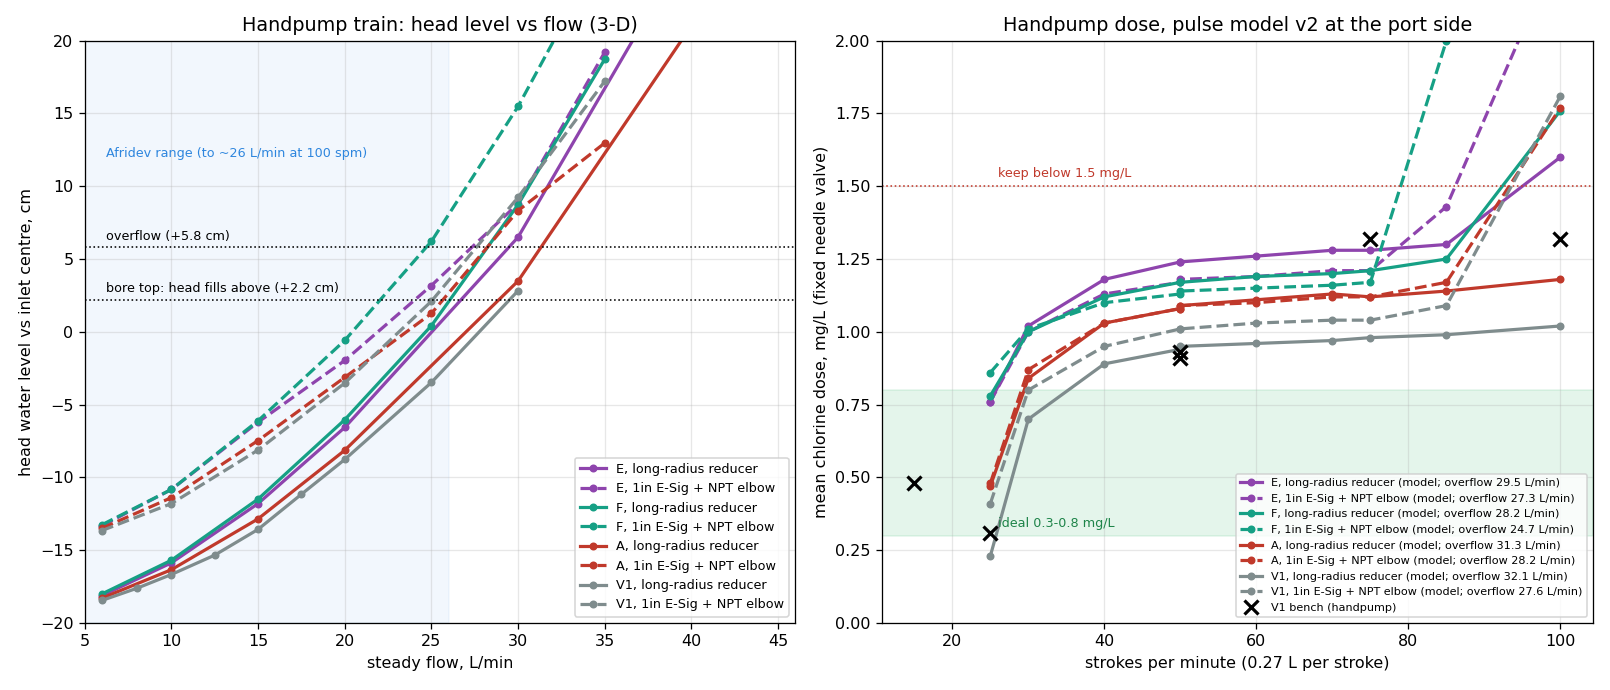 Handpump train: head level vs flow (3-D)
head water level vs inlet centre, cm
20
15
10
5
0
−5
−10
−15
−20
Afridev range (to ~26 L/min at 100 spm)
overflow (+5.8 cm)
bore top: head fills above (+2.2 cm)
E, long-radius reducer
E, 1in E-Sig + NPT elbow
F, long-radius reducer
F, 1in E-Sig + NPT elbow
A, long-radius reducer
A, 1in E-Sig + NPT elbow
V1, long-radius reducer
V1, 1in E-Sig + NPT elbow
5 10 15 20 25 30 35 40 45
steady flow, L/min
Handpump dose, pulse model v2 at the port side
mean chlorine dose, mg/L (fixed needle valve)
2.00
1.75
1.50
1.25
1.00
0.75
0.50
0.25
0.00
keep below 1.5 mg/L
ideal 0.3-0.8 mg/L
E, long-radius reducer (model; overflow 29.5 L/min)
E, 1in E-Sig + NPT elbow (model; overflow 27.3 L/min)
F, long-radius reducer (model; overflow 28.2 L/min)
F, 1in E-Sig + NPT elbow (model; overflow 24.7 L/min)
A, long-radius reducer (model; overflow 31.3 L/min)
A, 1in E-Sig + NPT elbow (model; overflow 28.2 L/min)
V1, long-radius reducer (model; overflow 32.1 L/min)
V1, 1in E-Sig + NPT elbow (model; overflow 27.6 L/min)
V1 bench (handpump)
20 40 60 80 100
strokes per minute (0.27 L per stroke)